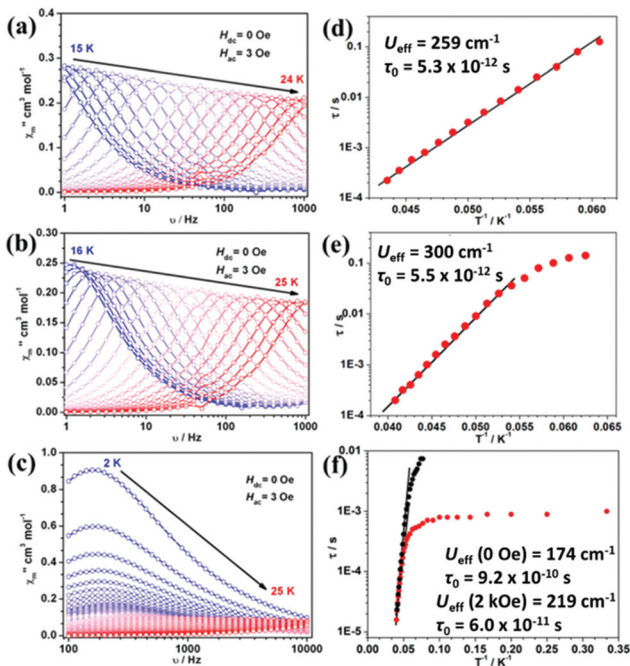 (a)
H_dc = 0 Oe
H_ac = 3 Oe
15 K
24 K
χ_m" cm³ mol⁻¹
0.3
0.2
0.1
0.0
1 10 100 1000
υ / Hz
(d)
U_eff = 259 cm⁻¹
τ₀ = 5.3 x 10⁻¹² s
τ / s
0.1
0.01
1E-3
1E-4
0.045 0.050 0.055 0.060
T⁻¹ / K⁻¹
(b)
H_dc = 0 Oe
H_ac = 3 Oe
16 K
25 K
χ_m" cm³ mol⁻¹
0.25
0.20
0.15
0.10
0.05
0.00
1 10 100 1000
υ / Hz
(e)
U_eff = 300 cm⁻¹
τ₀ = 5.5 x 10⁻¹² s
τ / s
0.1
0.01
1E-3
1E-4
0.040 0.045 0.050 0.055 0.060 0.065
T⁻¹ / K⁻¹
(c)
2 K
H_dc = 0 Oe
H_ac = 3 Oe
25 K
χ_m" cm³ mol⁻¹
1.0
0.8
0.6
0.4
0.2
0.0
100 1000 10000
υ / Hz
(f)
τ / s
0.01
1E-3
1E-4
1E-5
U_eff (0 Oe) = 174 cm⁻¹
τ₀ = 9.2 x 10⁻¹⁰ s
U_eff (2 kOe) = 219 cm⁻¹
τ₀ = 6.0 x 10⁻¹¹ s
0.00 0.05 0.10 0.15 0.20 0.25 0.30 0.35
T⁻¹ / K⁻¹